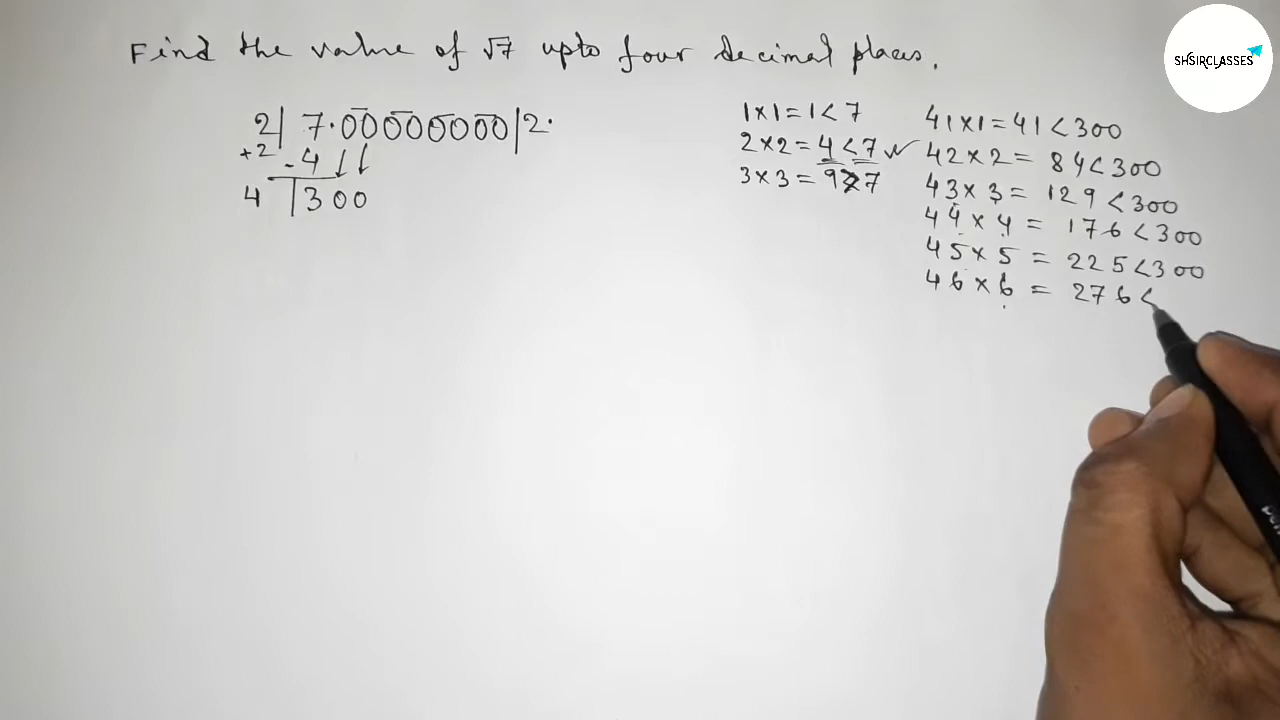 Find the value of √7 upto four decimal places.
2 | 7.00000000 | 2.
+2 -4
4 | 300
1×1=1<7
2×2=4<7 ✓
3×3=9>7
41×1=41<300
42×2=84<300
43×3=129<300
44×4=176<300
45×5=225<300
46×6=276<
SHSIRCLASSES